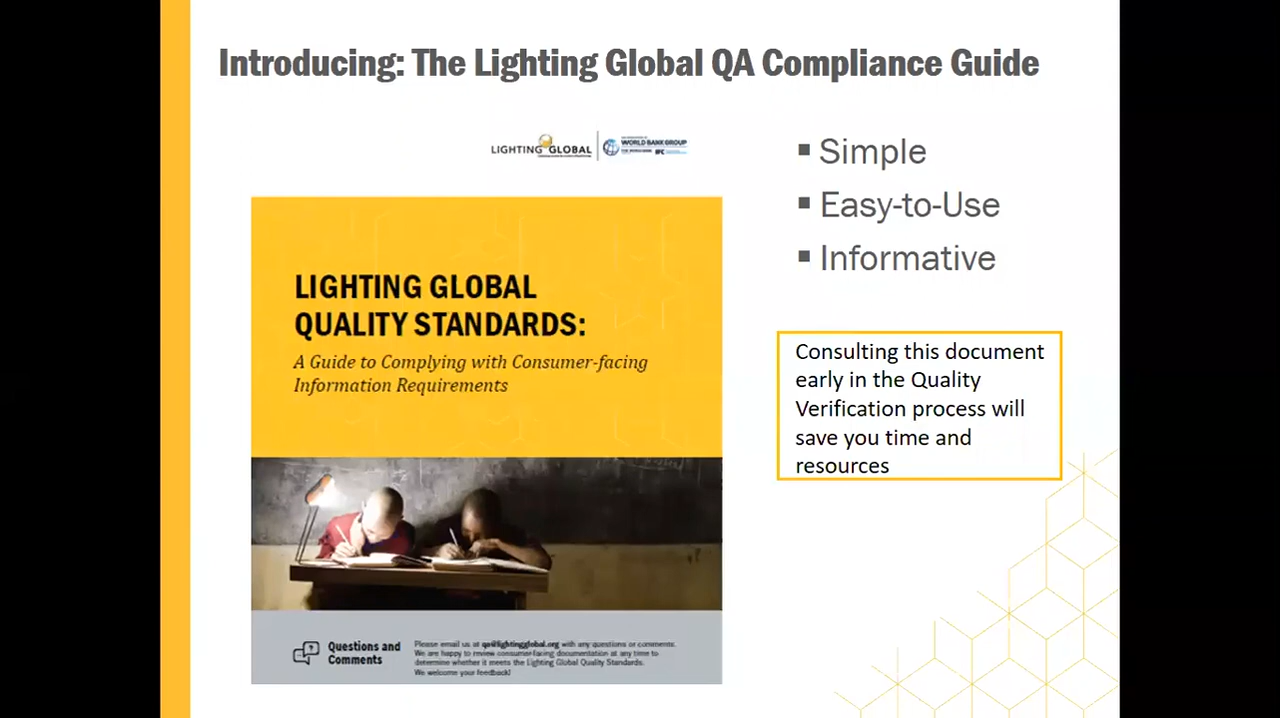 Introducing: The Lighting Global QA Compliance Guide
LIGHTING GLOBAL
WORLD BANK GROUP
IFC
LIGHTING GLOBAL
QUALITY STANDARDS:
A Guide to Complying with Consumer-facing
Information Requirements
Questions and
Comments
Please email us at qa@lightingglobal.org with any questions or comments.
We are happy to review consumer-facing documentation at any time to
determine whether it meets the Lighting Global Quality Standards.
We welcome your feedback!
▪ Simple
▪ Easy-to-Use
▪ Informative
Consulting this document
early in the Quality
Verification process will
save you time and
resources